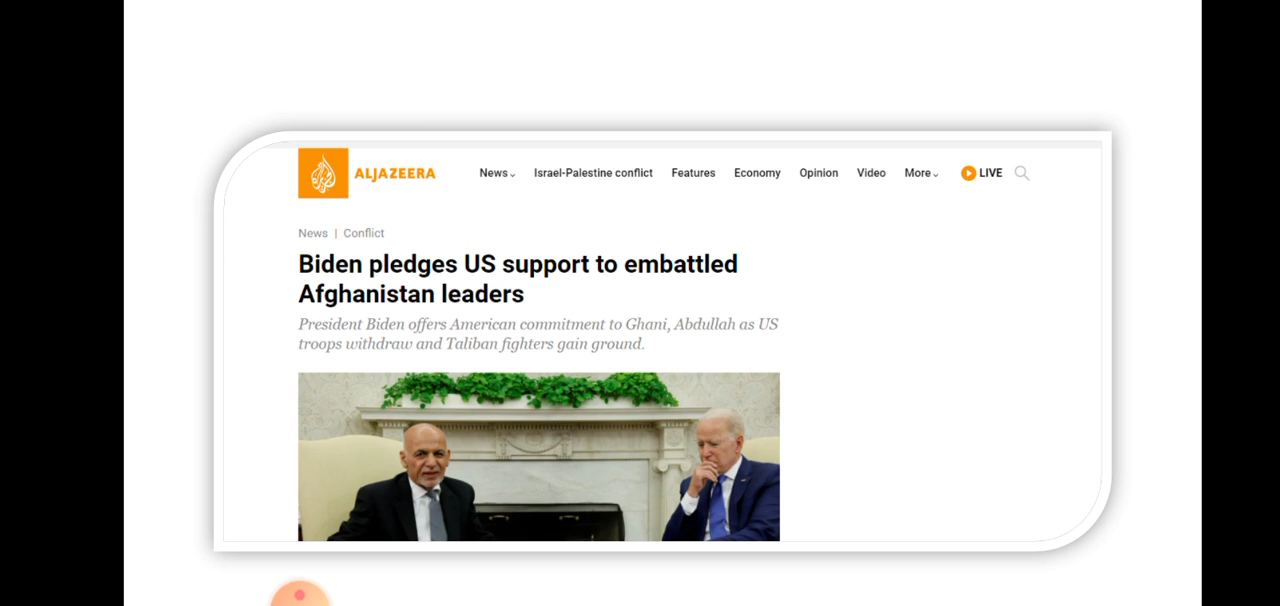 ALJAZEERA
News Israel-Palestine conflict Features Economy Opinion Video More LIVE
News | Conflict
Biden pledges US support to embattled
Afghanistan leaders
President Biden offers American commitment to Ghani, Abdullah as US
troops withdraw and Taliban fighters gain ground.